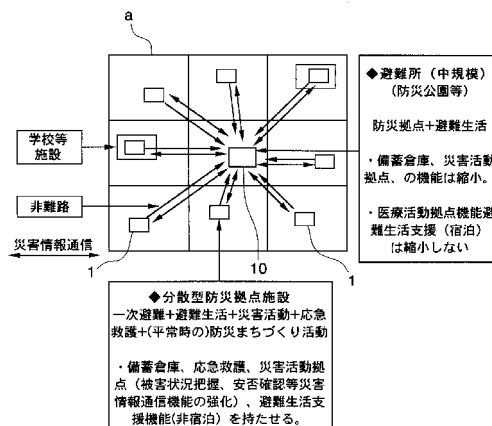 a
◆避難所（中規模）
（防災公園等）
防災拠点+避難生活
・備蓄倉庫、災害活動
拠点、の機能は縮小。
・医療活動拠点機能避
難生活支援（宿泊）
は縮小しない
学校等
施設
非難路
災害情報通信
1
10
1
◆分散型防災拠点施設
一次避難+避難生活+災害活動+応急
救護+(平常時の)防災まちづくり活動
・備蓄倉庫、応急救護、災害活動拠
点（被害状況把握、安否確認等災害
情報通信機能の強化）、避難生活支
援機能(非宿泊）を持たせる。